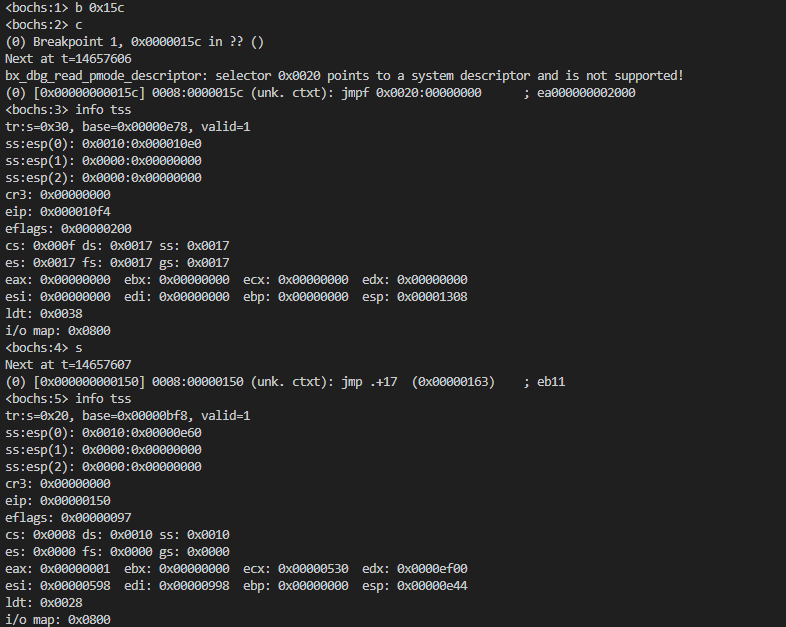 <bochs:1> b 0x15c
<bochs:2> c
(0) Breakpoint 1, 0x0000015c in ?? ()
Next at t=14657606
bx_dbg_read_pmode_descriptor: selector 0x0020 points to a system descriptor and is not supported!
(0) [0x00000000015c] 0008:0000015c (unk. ctxt): jmpf 0x0020:00000000      ; ea000000002000
<bochs:3> info tss
tr:s=0x30, base=0x00000e78, valid=1
ss:esp(0): 0x0010:0x000010e0
ss:esp(1): 0x0000:0x00000000
ss:esp(2): 0x0000:0x00000000
cr3: 0x00000000
eip: 0x000010f4
eflags: 0x00000200
cs: 0x000f ds: 0x0017 ss: 0x0017
es: 0x0017 fs: 0x0017 gs: 0x0017
eax: 0x00000000  ebx: 0x00000000  ecx: 0x00000000  edx: 0x00000000
esi: 0x00000000  edi: 0x00000000  ebp: 0x00000000  esp: 0x00001308
ldt: 0x0038
i/o map: 0x0800
<bochs:4> s
Next at t=14657607
(0) [0x000000000150] 0008:00000150 (unk. ctxt): jmp .+17  (0x00000163)    ; eb11
<bochs:5> info tss
tr:s=0x20, base=0x00000bf8, valid=1
ss:esp(0): 0x0010:0x00000e60
ss:esp(1): 0x0000:0x00000000
ss:esp(2): 0x0000:0x00000000
cr3: 0x00000000
eip: 0x00000150
eflags: 0x00000097
cs: 0x0008 ds: 0x0010 ss: 0x0010
es: 0x0000 fs: 0x0000 gs: 0x0000
eax: 0x00000001  ebx: 0x00000000  ecx: 0x00000530  edx: 0x0000ef00
esi: 0x00000598  edi: 0x00000998  ebp: 0x00000000  esp: 0x00000e44
ldt: 0x0028
i/o map: 0x0800